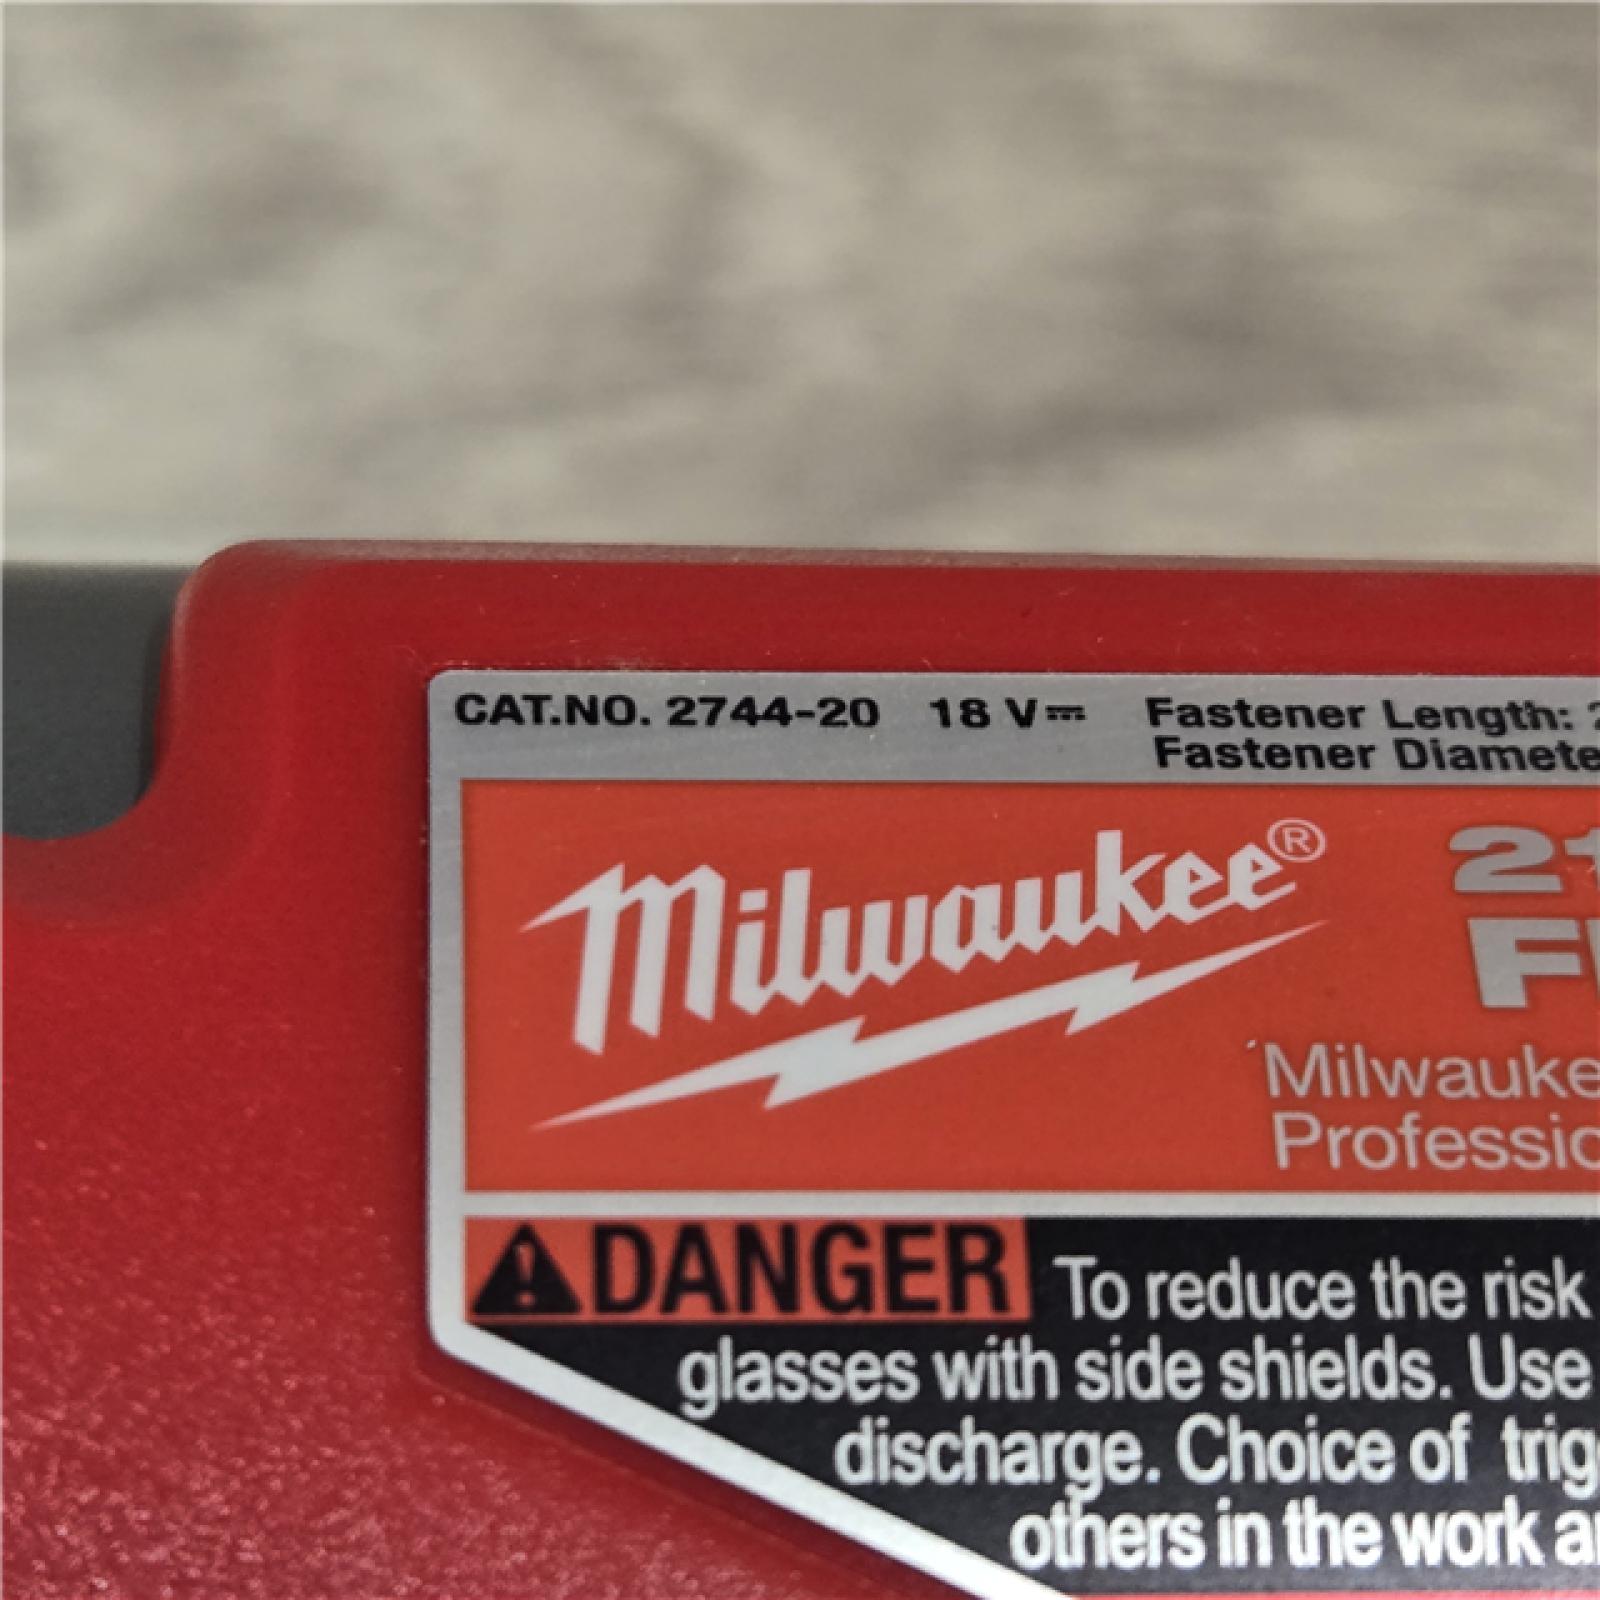 CAT.NO. 2744-20 18 V⎓ Fastener Length:
Fastener
Milwaukee®
21
Milwauke
Professio
DANGER To reduce the risk
glasses with side shields. Use
discharge. Choice of trig
others in the work